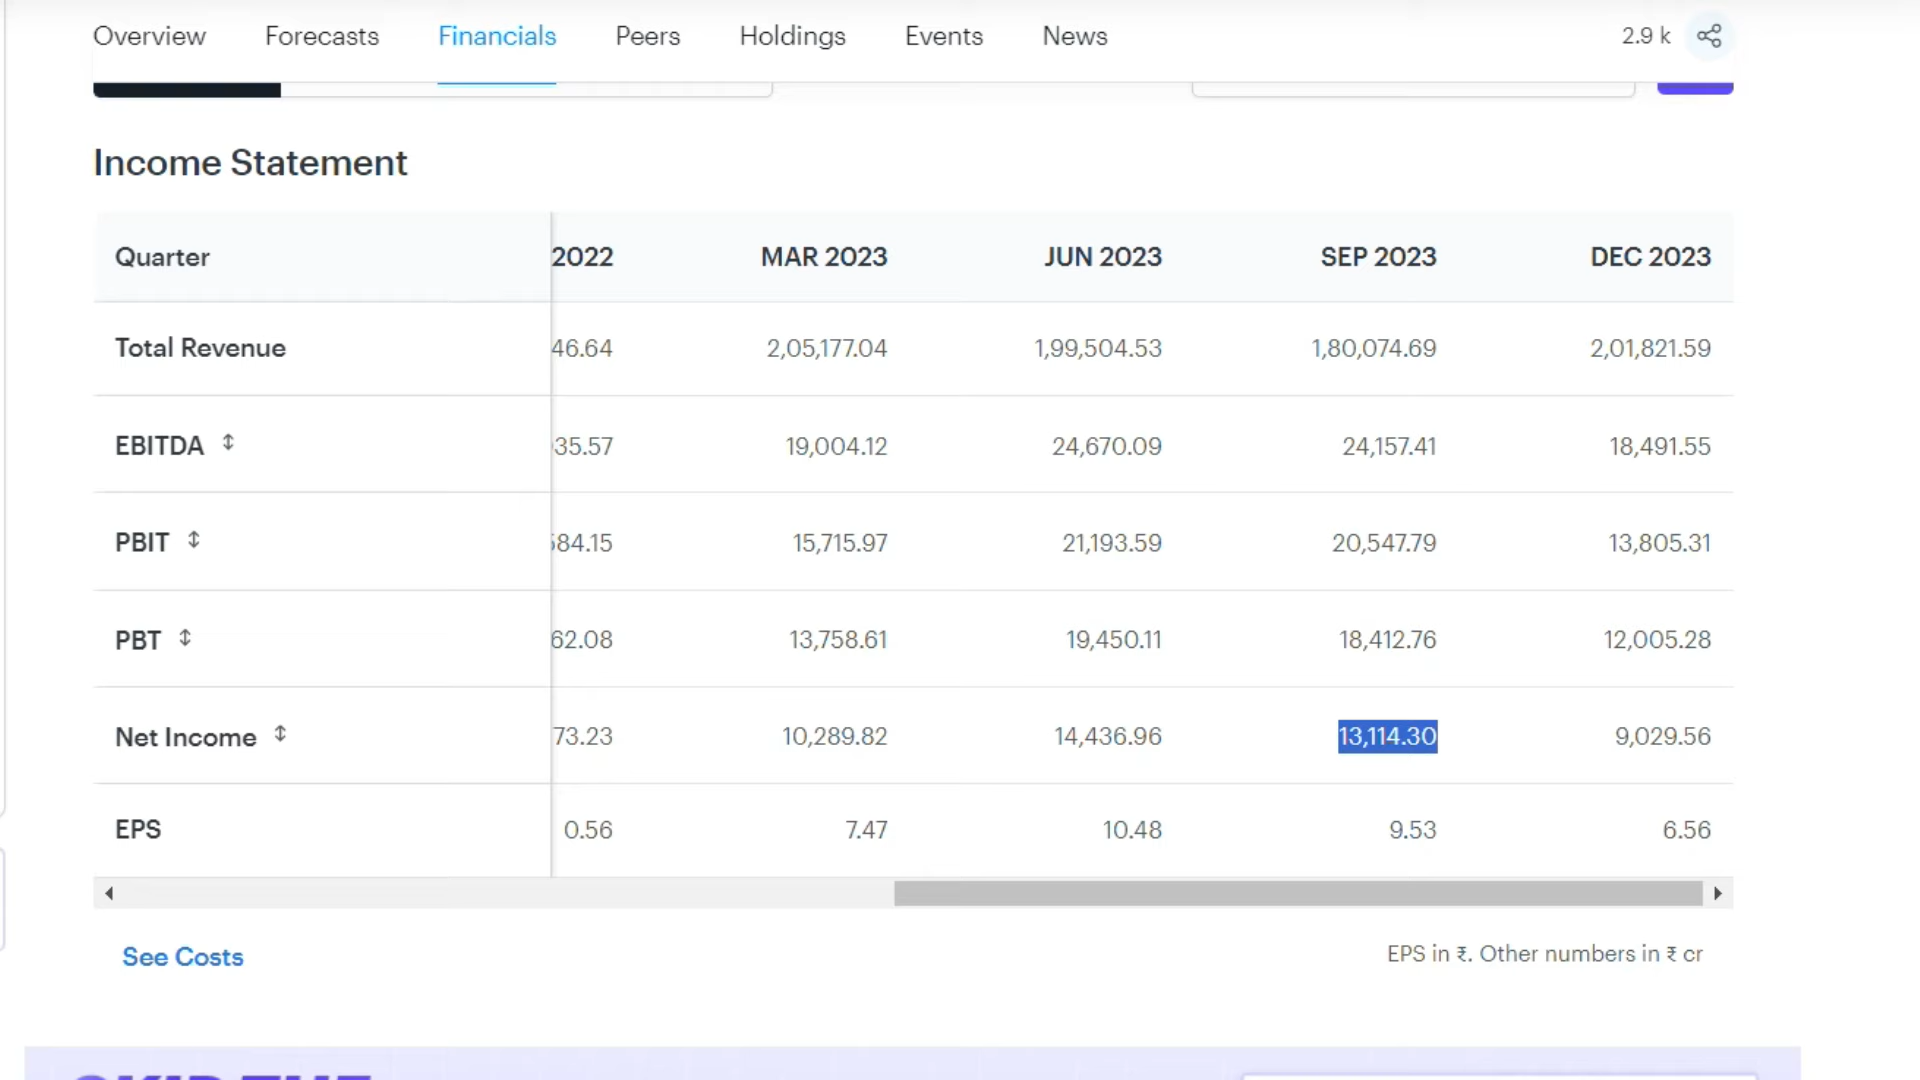 Overview Forecasts Financials Peers Holdings Events News 2.9 k
Income Statement
Quarter 2022 MAR 2023 JUN 2023 SEP 2023 DEC 2023
Total Revenue 46.64 2,05,177.04 1,99,504.53 1,80,074.69 2,01,821.59
EBITDA 35.57 19,004.12 24,670.09 24,157.41 18,491.55
PBIT 84.15 15,715.97 21,193.59 20,547.79 13,805.31
PBT 62.08 13,758.61 19,450.11 18,412.76 12,005.28
Net Income 73.23 10,289.82 14,436.96 13,114.30 9,029.56
EPS 0.56 7.47 10.48 9.53 6.56
See Costs EPS in ₹. Other numbers in ₹ cr